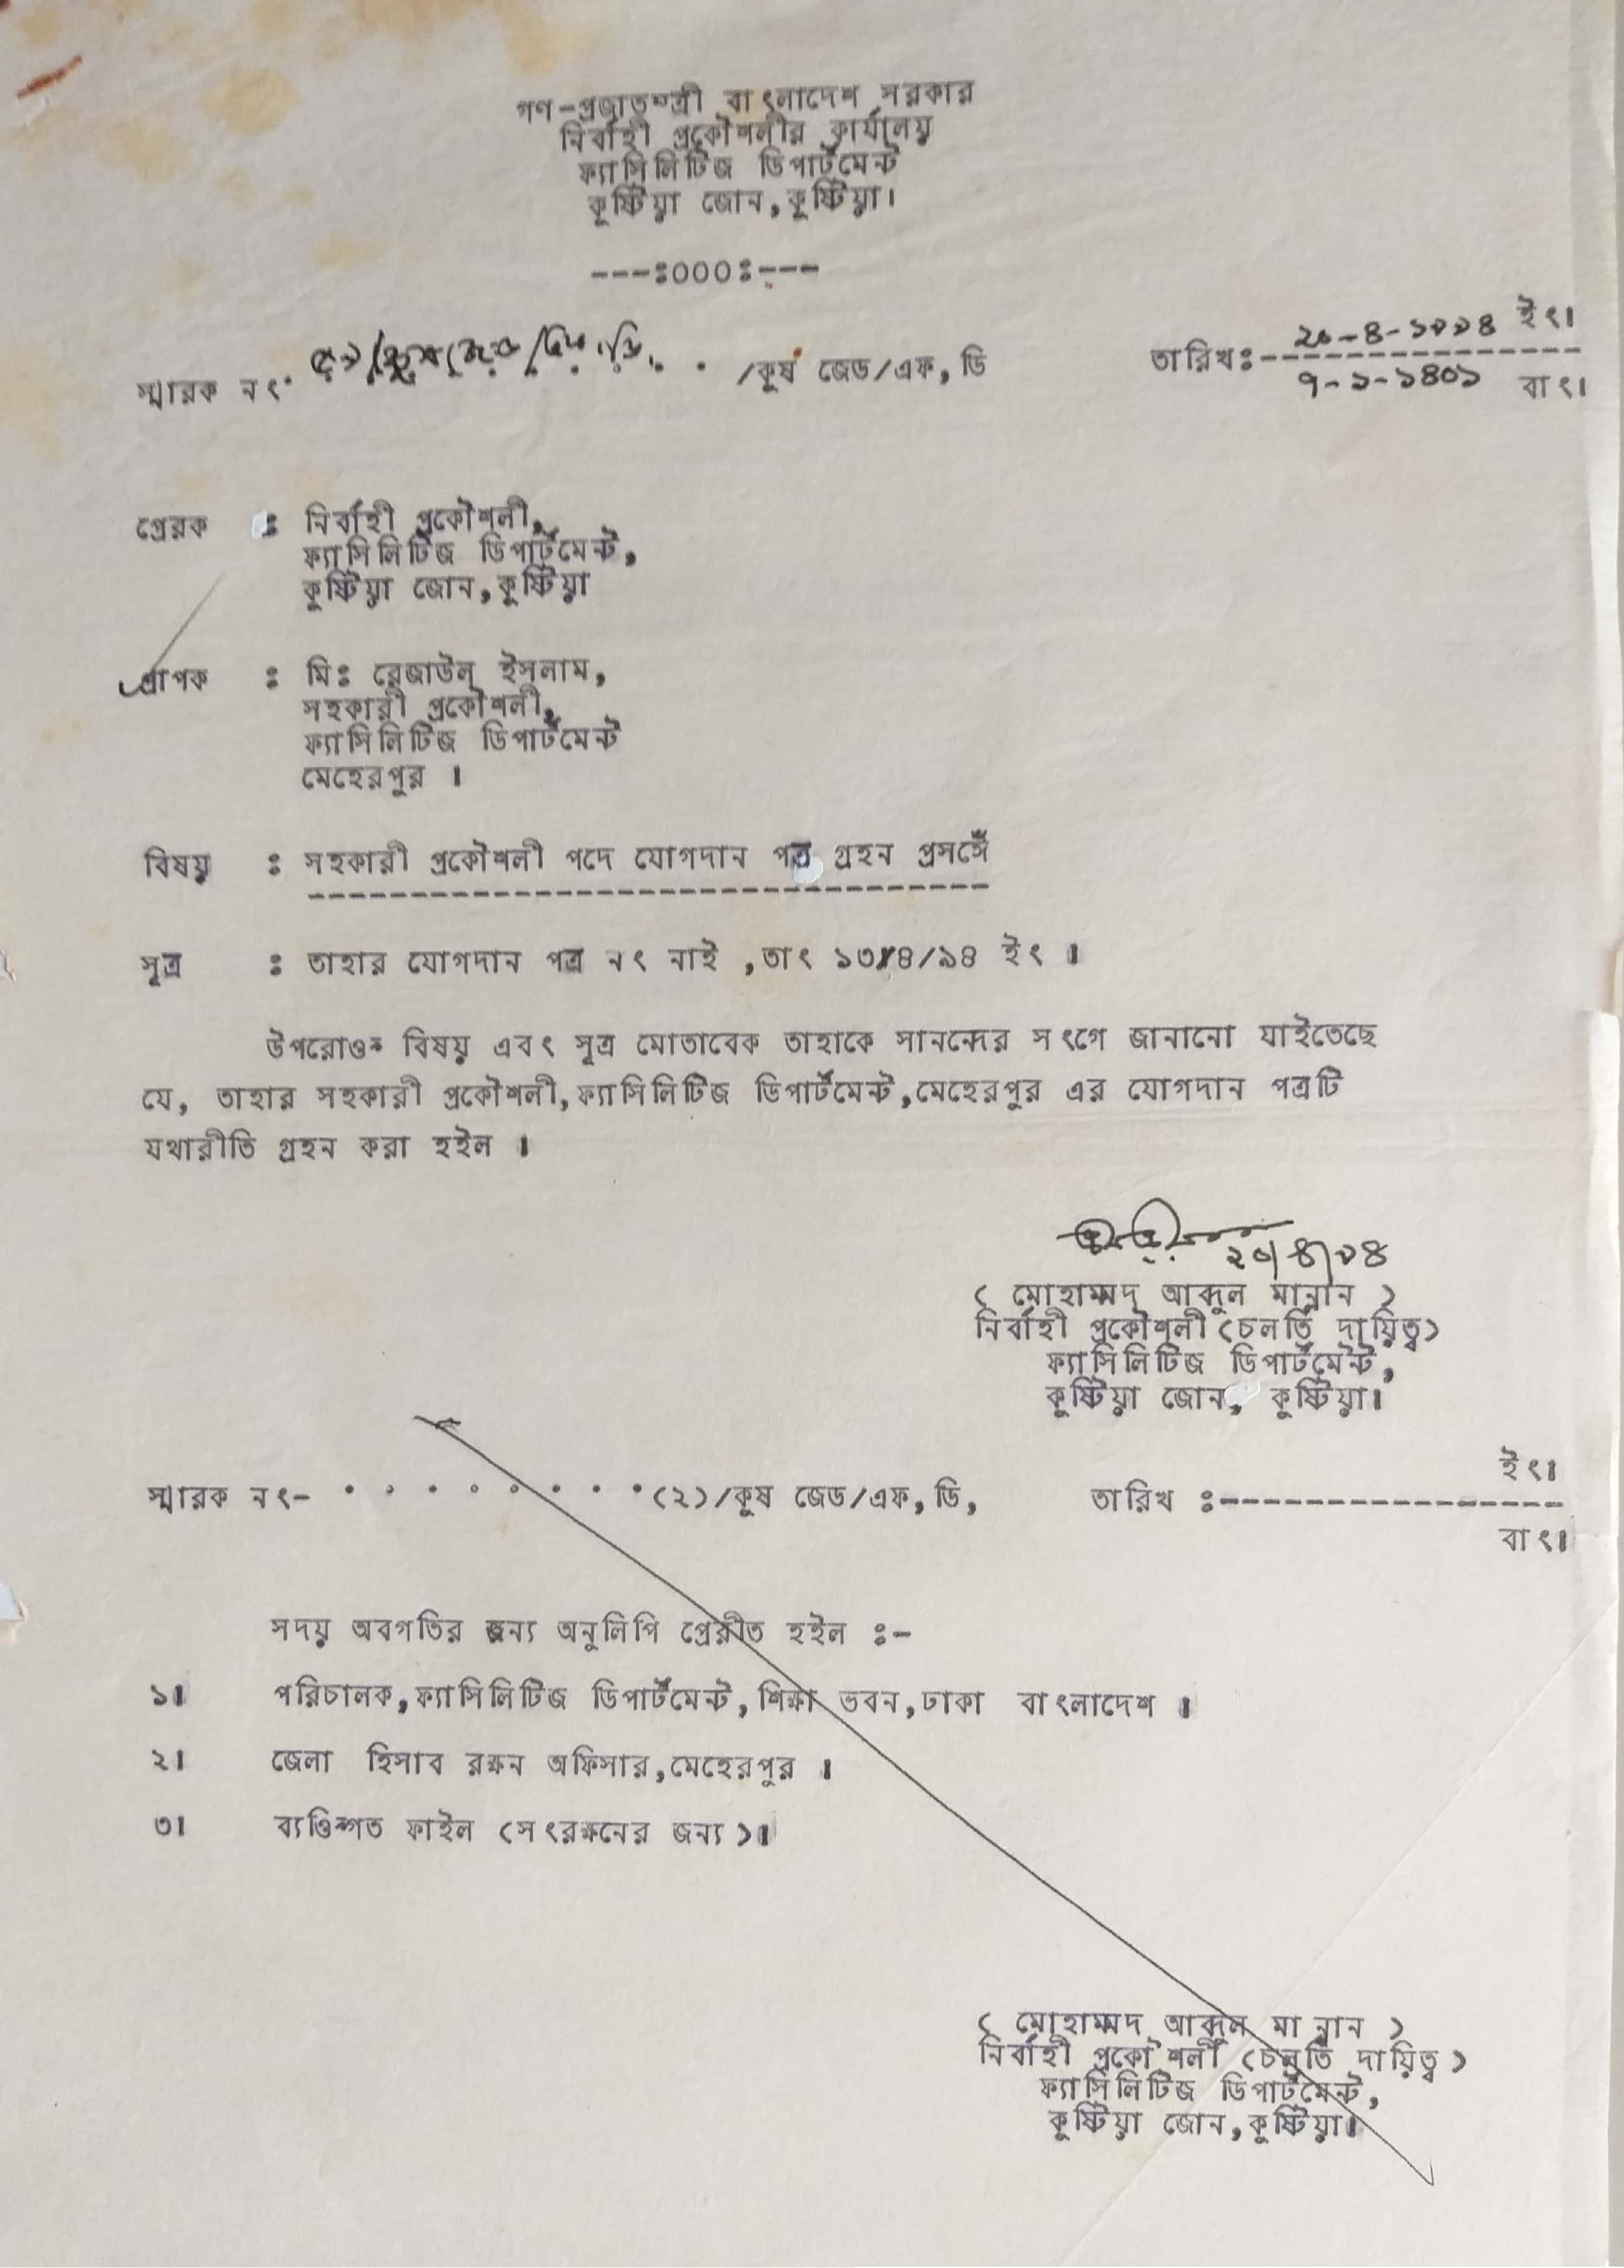 গণ-প্রজাতন্ত্রী বাংলাদেশ সরকার
নির্বাহী প্রকৌশলীর কার্যালয়
ফ্যাসিলিটিজ ডিপার্টমেন্ট
কুষ্টিয়া জোন,কুষ্টিয়া।
---ঃ০০০ঃ---
ইং।
স্মারক নং /কুষ জেড/এফ,ডি তারিখঃ- ২০-৪-১৯৯৪
৭-১-১৪০১ বাং।
প্রেরক ঃ নির্বাহী প্রকৌশলী,
ফ্যাসিলিটিজ ডিপার্টমেন্ট,
কুষ্টিয়া জোন,কুষ্টিয়া
প্রাপক ঃ মিঃ রেজাউল ইসলাম,
সহকারী প্রকৌশলী,
ফ্যাসিলিটিজ ডিপার্টমেন্ট
মেহেরপুর ।
বিষয় ঃ সহকারী প্রকৌশলী পদে যোগদান পত্র গ্রহন প্রসঙ্গেঁ
সূত্র ঃ তাহার যোগদান পত্র নং নাই ,তাং ১৩/৪/৯৪ ইং ।
উপরোক্ত বিষয় এবং সূত্র মোতাবেক তাহাকে সানন্দের সংগে জানানো যাইতেছে
যে, তাহার সহকারী প্রকৌশলী,ফ্যাসিলিটিজ ডিপার্টমেন্ট,মেহেরপুর এর যোগদান পত্রটি
যথারীতি গ্রহন করা হইল ।
২০/৪/৯৪
( মোহাম্মদ আব্দুল মান্নান )
নির্বাহী প্রকৌশলী(চলতি দায়িত্ব)
ফ্যাসিলিটিজ ডিপার্টমেন্ট,
কুষ্টিয়া জোন, কুষ্টিয়া।
ইং।
স্মারক নং- . . . . . . . .(২)/কুষ জেড/এফ,ডি, তারিখ ঃ----------------
বাং।
সদয় অবগতির জন্য অনুলিপি প্রেরীত হইল ঃ-
১। পরিচালক,ফ্যাসিলিটিজ ডিপার্টমেন্ট,শিক্ষা ভবন,ঢাকা বাংলাদেশ ।
২। জেলা হিসাব রক্ষন অফিসার,মেহেরপুর ।
৩। ব্যক্তিগত ফাইল (সংরক্ষনের জন্য)।
( মোহাম্মদ আব্দুল মান্নান )
নির্বাহী প্রকৌশলী (চলতি দায়িত্ব)
ফ্যাসিলিটিজ ডিপার্টমেন্ট,
কুষ্টিয়া জোন,কুষ্টিয়া।